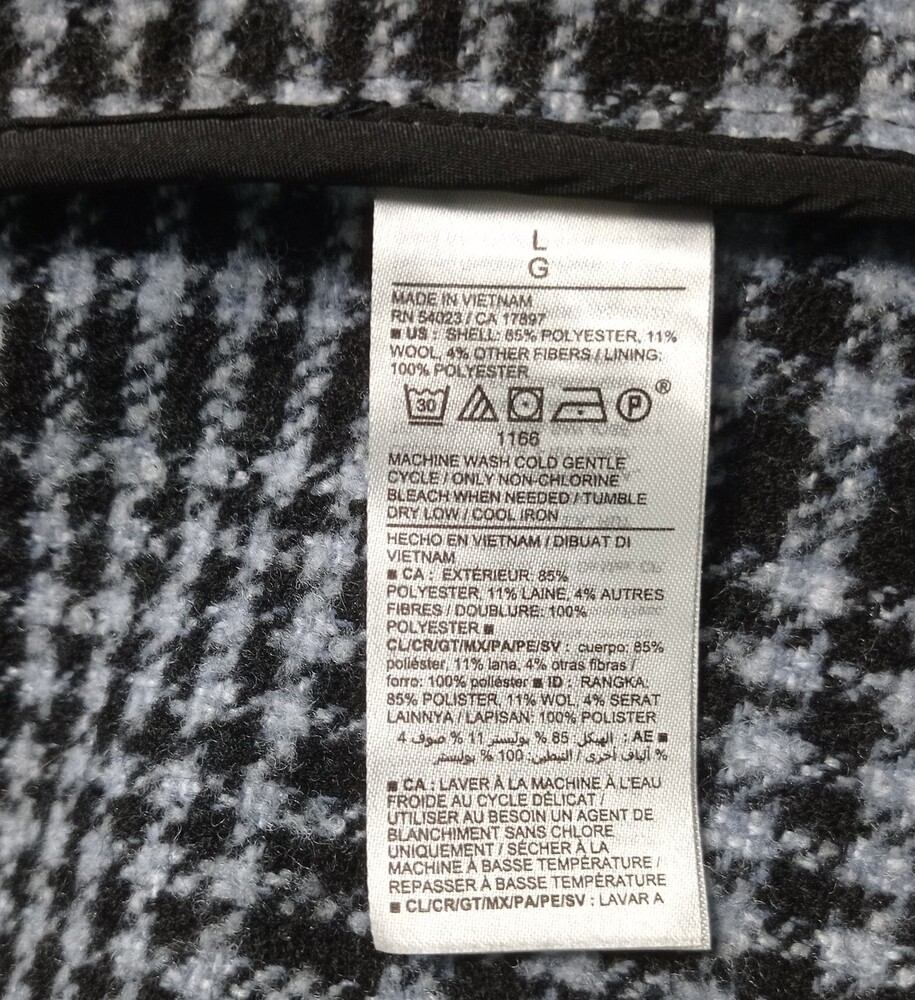 L
G
MADE IN VIETNAM
RN 54023 / CA 17897
■ US : SHELL: 85% POLYESTER, 11%
WOOL, 4% OTHER FIBERS / LINING:
100% POLYESTER
30 P ®
1166
MACHINE WASH COLD GENTLE
CYCLE / ONLY NON-CHLORINE
BLEACH WHEN NEEDED / TUMBLE
DRY LOW / COOL IRON
HECHO EN VIETNAM / DIBUAT DI
VIETNAM
■ CA : EXTÉRIEUR: 85%
POLYESTER, 11% LAINE, 4% AUTRES
FIBRES / DOUBLURE: 100%
POLYESTER ■
CL/CR/GT/MX/PA/PE/SV : cuerpo: 85%
poliéster, 11% lana, 4% otras fibras /
forro: 100% poliéster ■ ID : RANGKA:
85% POLISTER, 11% WOL, 4% SERAT
LAINNYA / LAPISAN: 100% POLISTER
■ AE : الهيكل 85 % بوليستر 11 % صوف 4
% ألياف أخرى / التبطين: 100 % بوليستر
■ CA : LAVER À LA MACHINE À L'EAU
FROIDE AU CYCLE DÉLICAT /
UTILISER AU BESOIN UN AGENT DE
BLANCHIMENT SANS CHLORE
UNIQUEMENT / SÉCHER À LA
MACHINE À BASSE TEMPÉRATURE /
REPASSER À BASSE TEMPÉRATURE
■ CL/CR/GT/MX/PA/PE/SV : LAVAR A